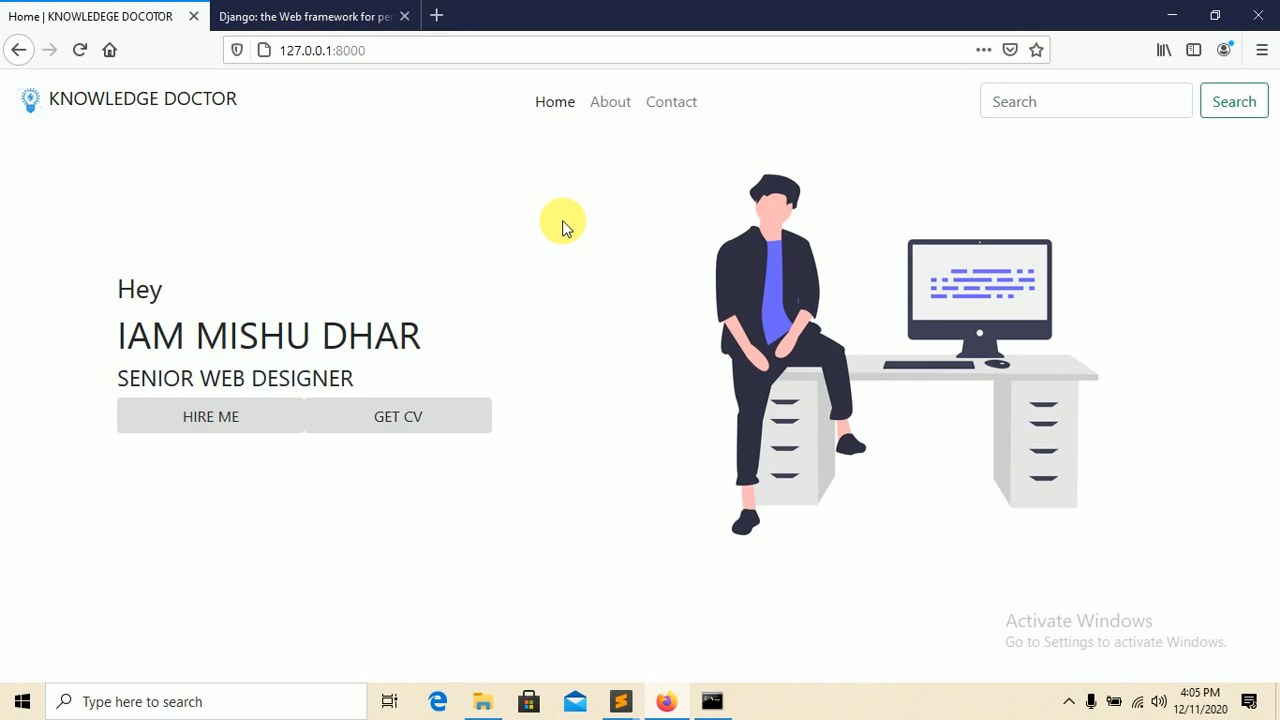 Home | KNOWLEDEGE DOCOTOR
Django: the Web framework for pe
127.0.0.1:8000
KNOWLEDGE DOCTOR
Home
About
Contact
Search
Search
Hey
IAM MISHU DHAR
SENIOR WEB DESIGNER
HIRE ME
GET CV
Activate Windows
Go to Settings to activate Windows.
Type here to search
4:05 PM
12/11/2020